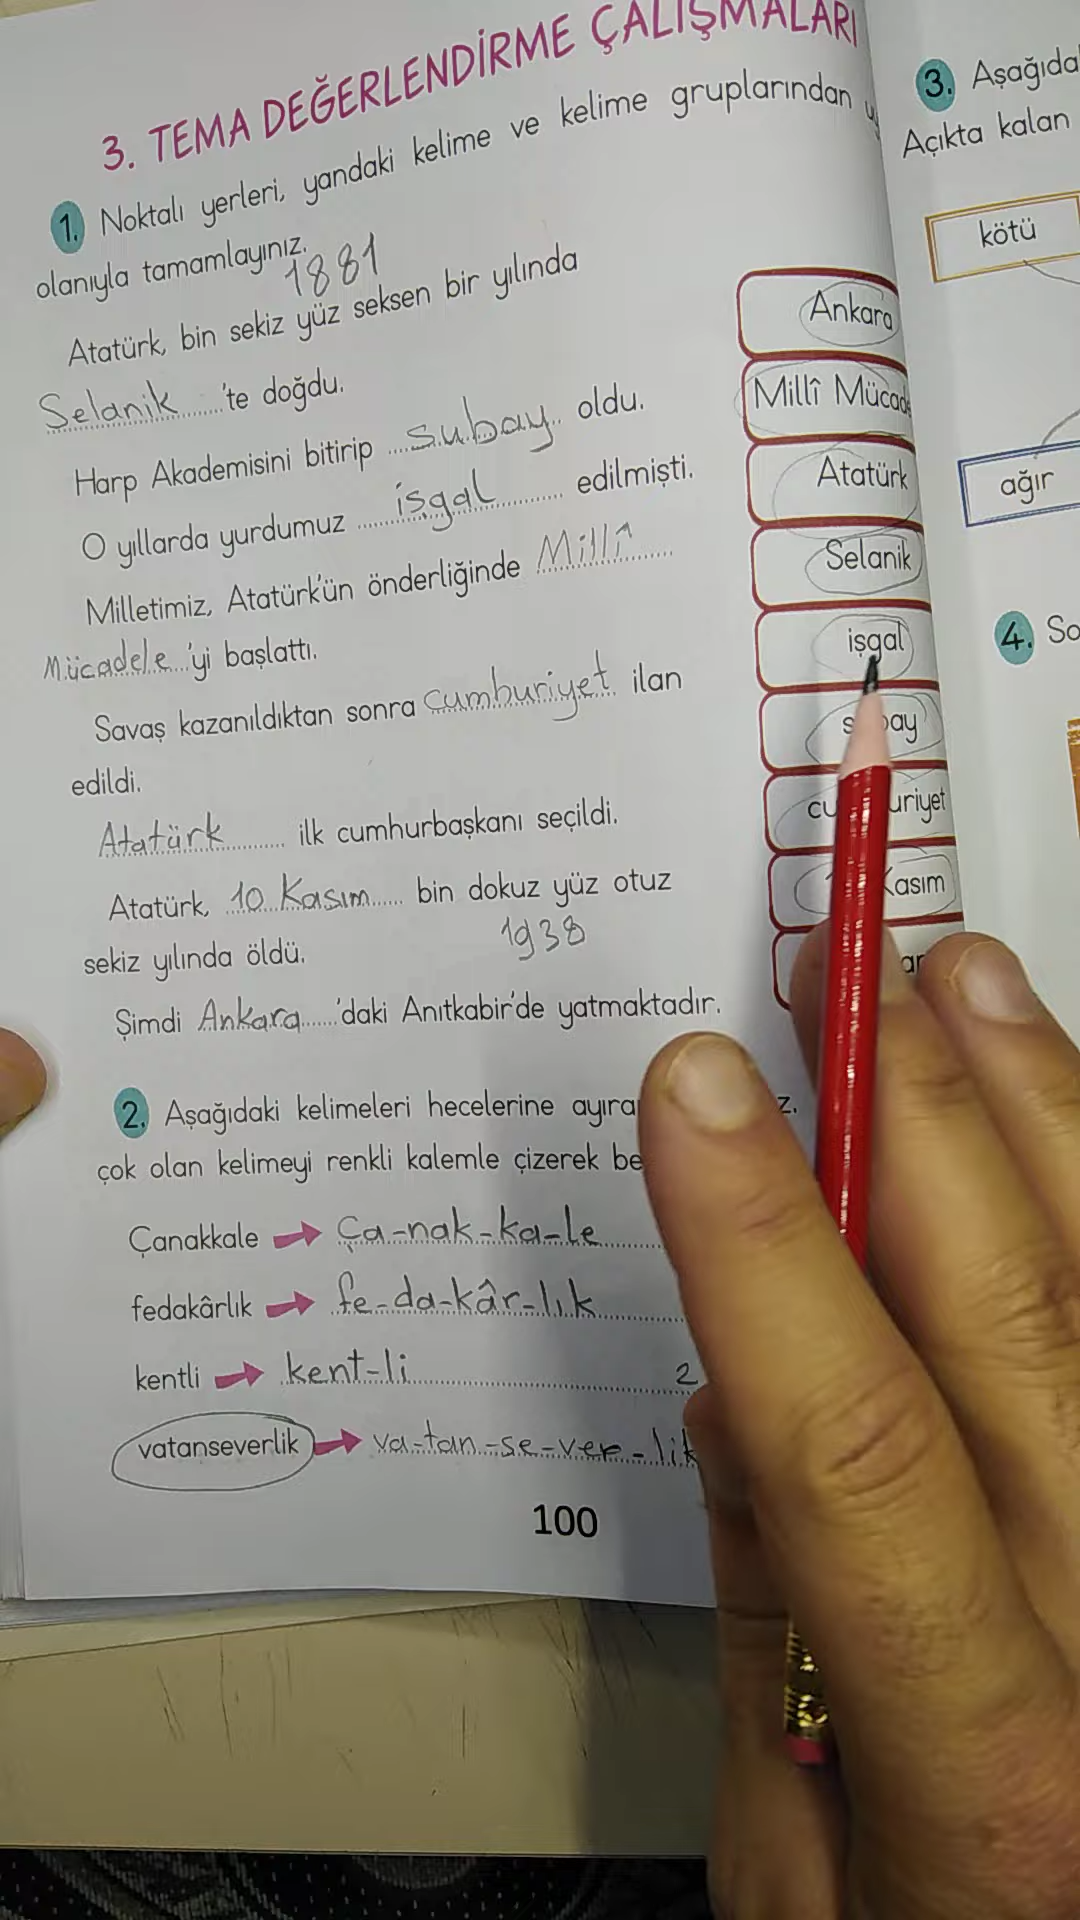 3. TEMA DEĞERLENDİRME ÇALIŞMALARI
1. Noktalı yerleri, yandaki kelime ve kelime gruplarından
olanıyla tamamlayınız.
1881
Atatürk, bin sekiz yüz seksen bir yılında
Selanik 'te doğdu.
Harp Akademisini bitirip subay oldu.
O yıllarda yurdumuz işgal edilmişti.
Milletimiz, Atatürk'ün önderliğinde Millî
Mücadele 'yi başlattı.
Savaş kazanıldıktan sonra cumhuriyet ilan
edildi.
Atatürk ilk cumhurbaşkanı seçildi.
Atatürk, 10 Kasım bin dokuz yüz otuz
1938
sekiz yılında öldü.
Şimdi Ankara 'daki Anıtkabir'de yatmaktadır.
Ankara
Millî Mücad
Atatürk
Selanik
işgal
s bay
cu uriyet
Kasım
2. Aşağıdaki kelimeleri hecelerine ayıra z.
çok olan kelimeyi renkli kalemle çizerek be
Çanakkale Ça-nak-ka-le
fedakârlık fe-da-kâr-lık
kentli kent-li 2
vatanseverlik va-tan-se-ver-lik
100
3. Aşağıda
Açıkta kalan
kötü
ağır
4. So